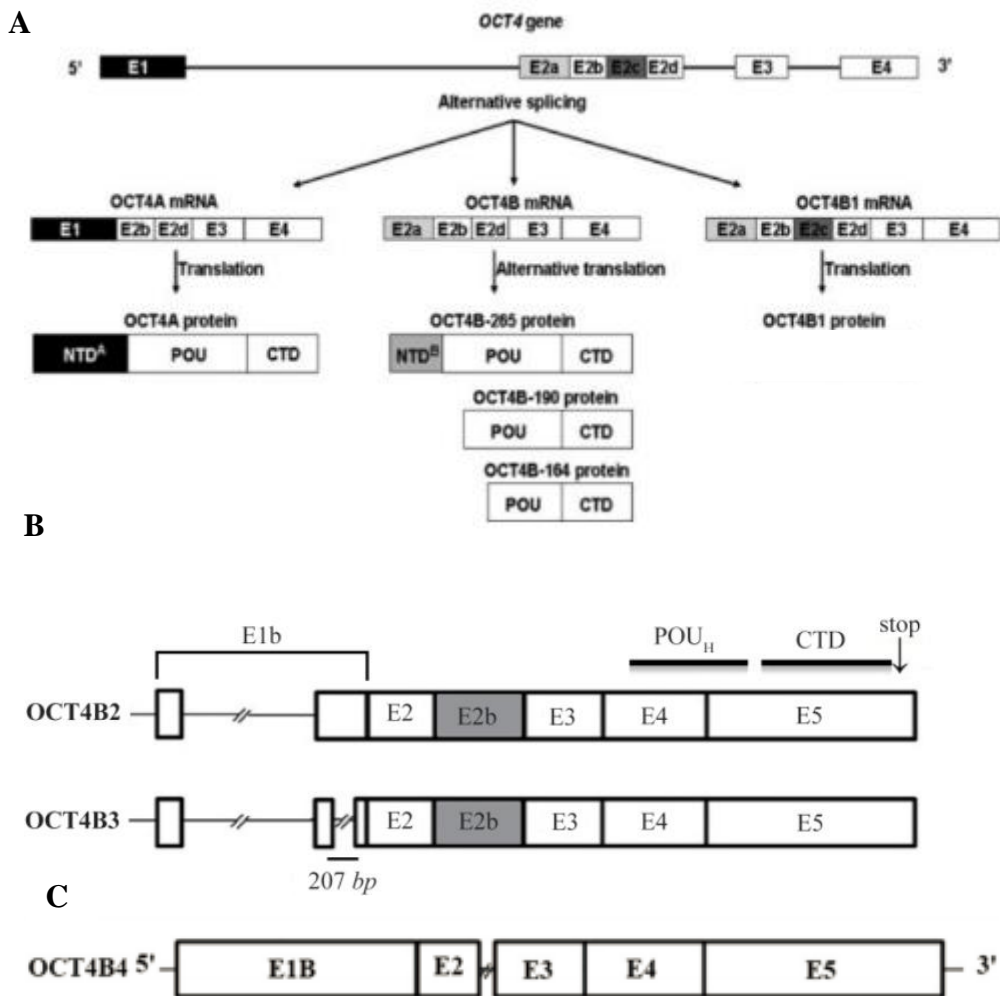 A
OCT4 gene
5' E1 E2a E2b E2c E2d E3 E4 3'
Alternative splicing
OCT4A mRNA OCT4B mRNA OCT4B1 mRNA
E1 E2b E2d E3 E4 E2a E2b E2d E3 E4 E2a E2b E2c E2d E3 E4
Translation Alternative translation Translation
OCT4A protein OCT4B-265 protein OCT4B1 protein
NTDA POU CTD NTDB POU CTD
OCT4B-190 protein
POU CTD
OCT4B-164 protein
POU CTD
B
E1b POUH CTD stop
OCT4B2 E2 E2b E3 E4 E5
OCT4B3 E2 E2b E3 E4 E5
207 bp
C
OCT4B4 5' E1B E2 E3 E4 E5 3'